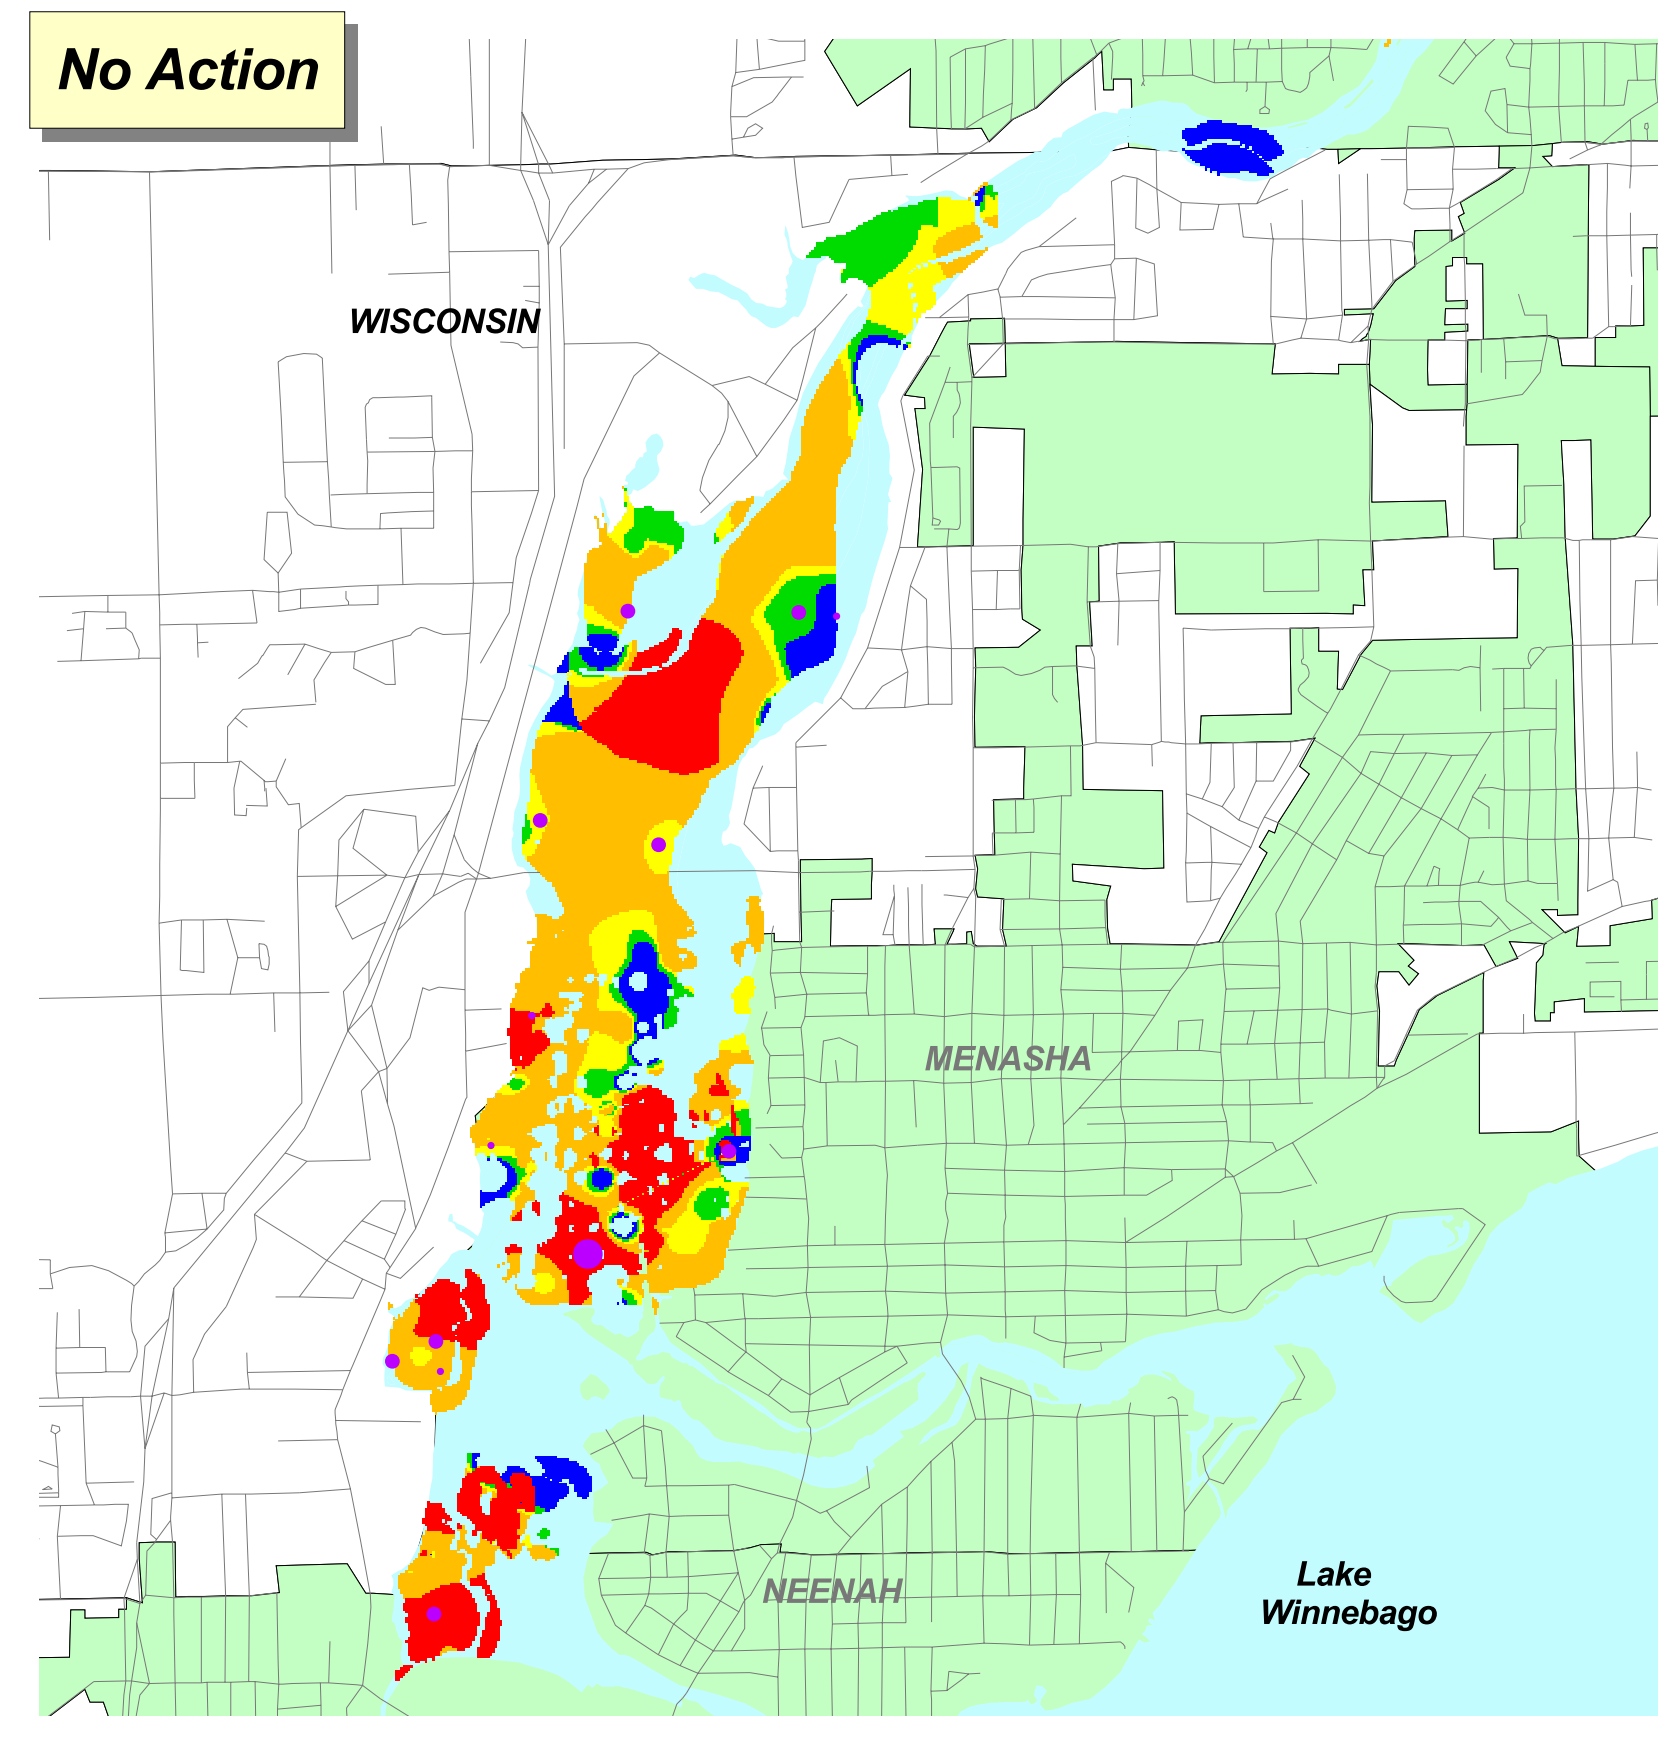 No Action
WISCONSIN
MENASHA
NEENAH
Lake
Winnebago